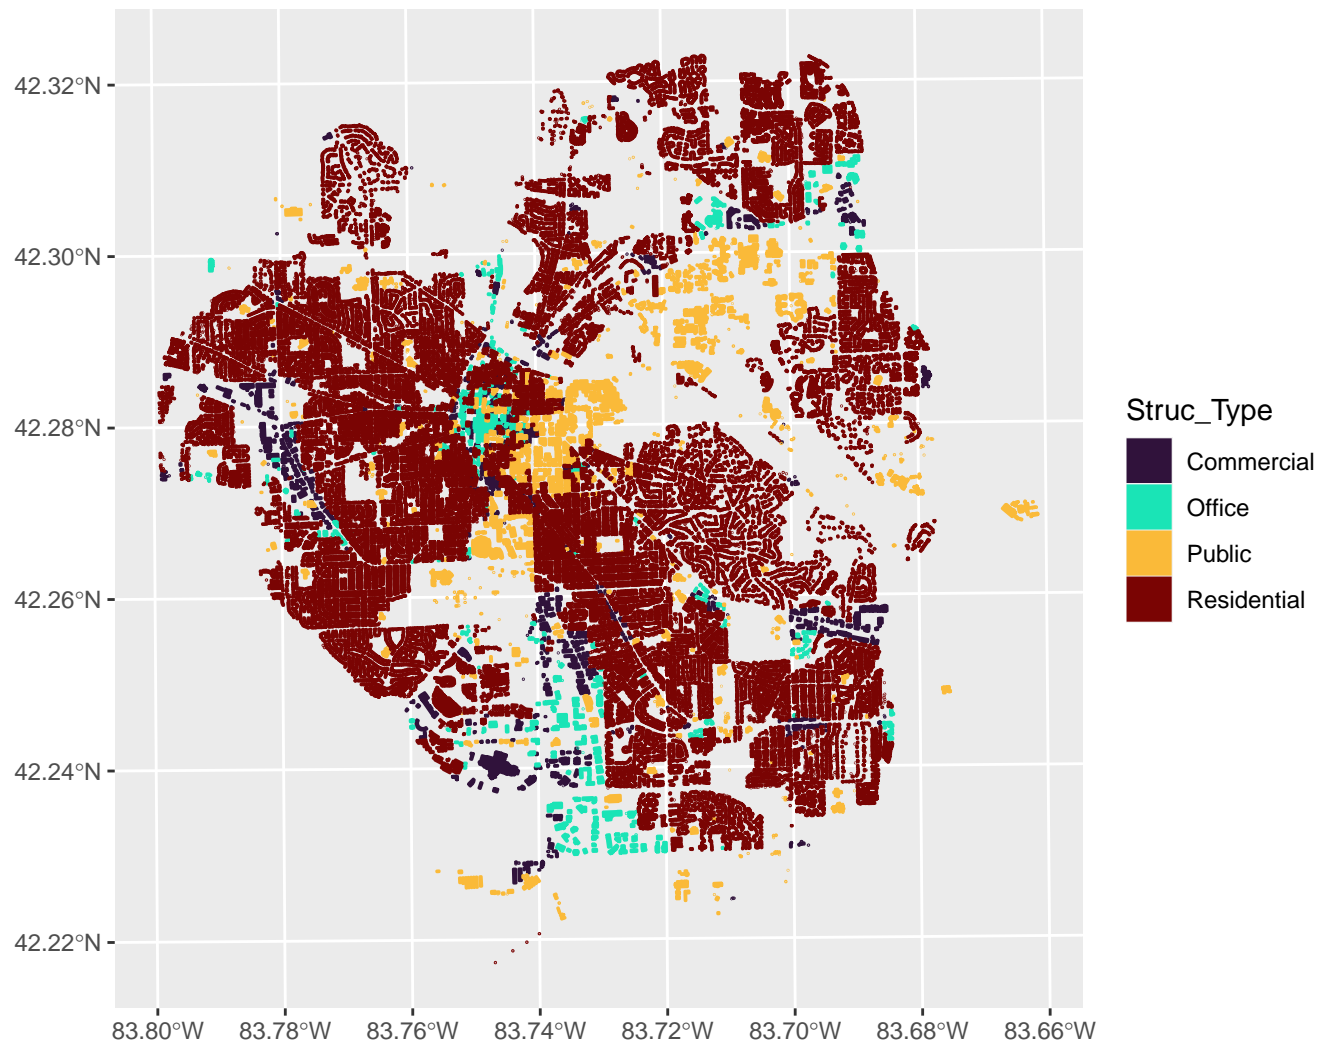 42.32°N
42.30°N
42.28°N
42.26°N
42.24°N
42.22°N
83.80°W 83.78°W 83.76°W 83.74°W 83.72°W 83.70°W 83.68°W 83.66°W
Struc_Type
Commercial
Office
Public
Residential